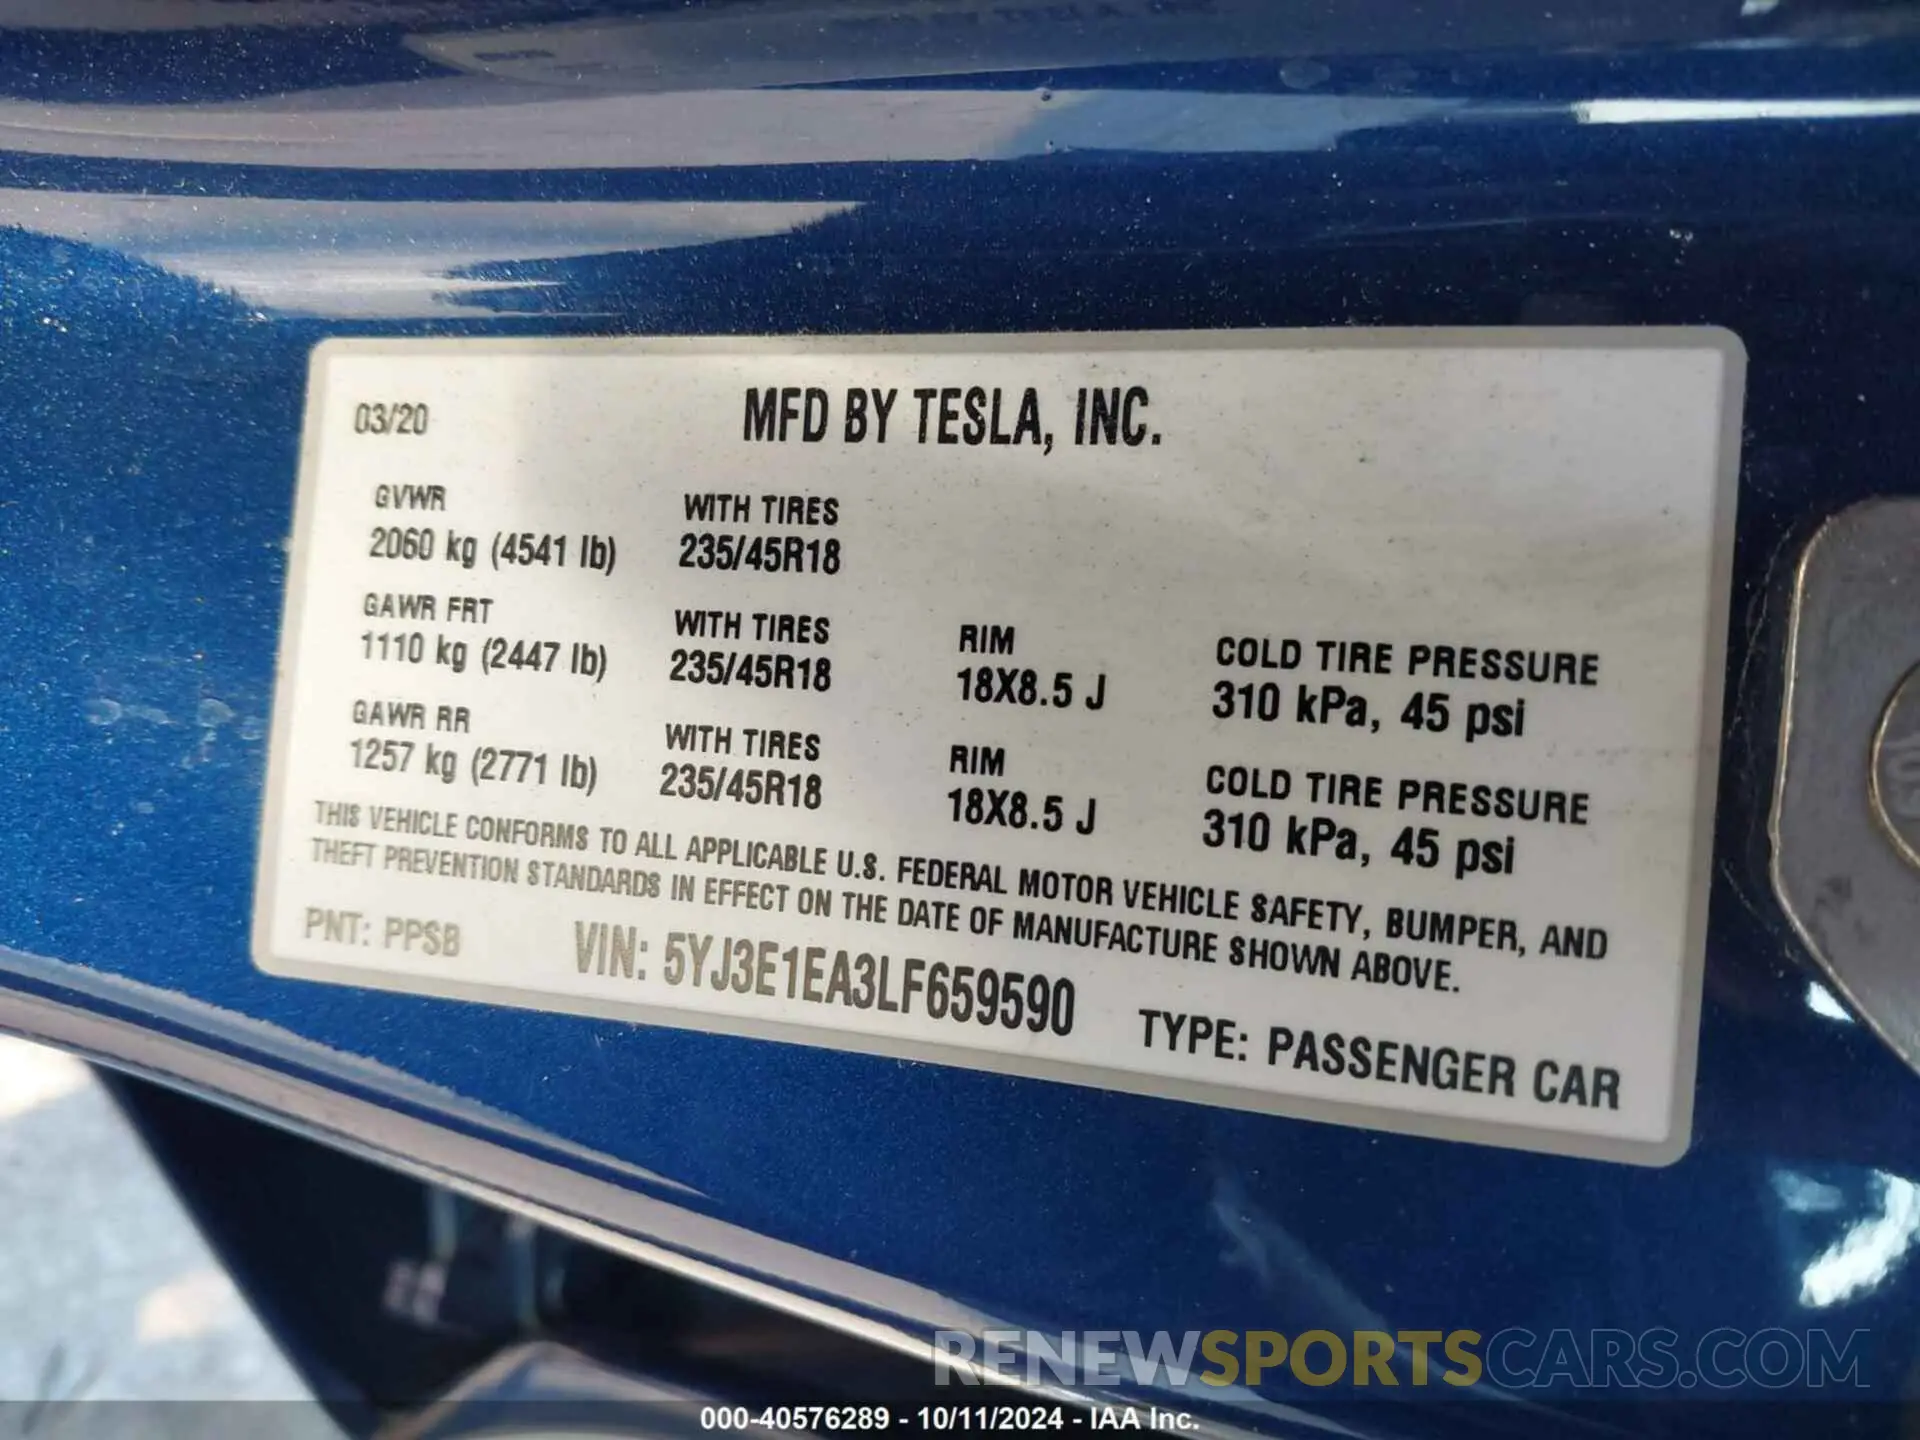 03/20
MFD BY TESLA, INC.
GVWR
2060 kg (4541 lb)
WITH TIRES
235/45R18
GAWR FRT
1110 kg (2447 lb)
WITH TIRES
235/45R18
RIM
18X8.5 J
COLD TIRE PRESSURE
310 kPa, 45 psi
GAWR RR
1257 kg (2771 lb)
WITH TIRES
235/45R18
RIM
18X8.5 J
COLD TIRE PRESSURE
310 kPa, 45 psi
THIS VEHICLE CONFORMS TO ALL APPLICABLE U.S. FEDERAL MOTOR VEHICLE SAFETY, BUMPER, AND
THEFT PREVENTION STANDARDS IN EFFECT ON THE DATE OF MANUFACTURE SHOWN ABOVE.
PNT: PPSB
VIN: 5YJ3E1EA3LF659590
TYPE: PASSENGER CAR
RENEWSPORTSCARS.COM
000-40576289 - 10/11/2024 - IAA Inc.